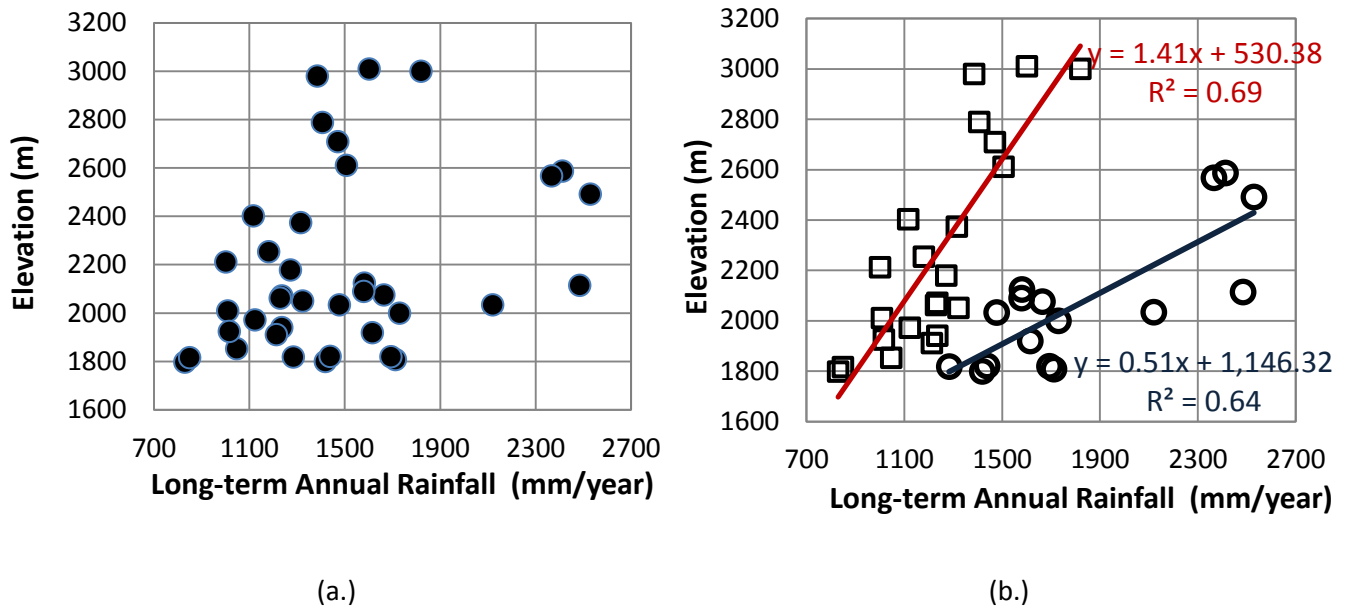 3200
3000
2800
2600
2400
2200
2000
1800
1600
Elevation (m)
700 1100 1500 1900 2300 2700
Long-term Annual Rainfall (mm/year)
(a.)
3200
3000
2800
2600
2400
2200
2000
1800
1600
Elevation (m)
y = 1.41x + 530.38
R² = 0.69
y = 0.51x + 1,146.32
R² = 0.64
700 1100 1500 1900 2300 2700
Long-term Annual Rainfall (mm/year)
(b.)